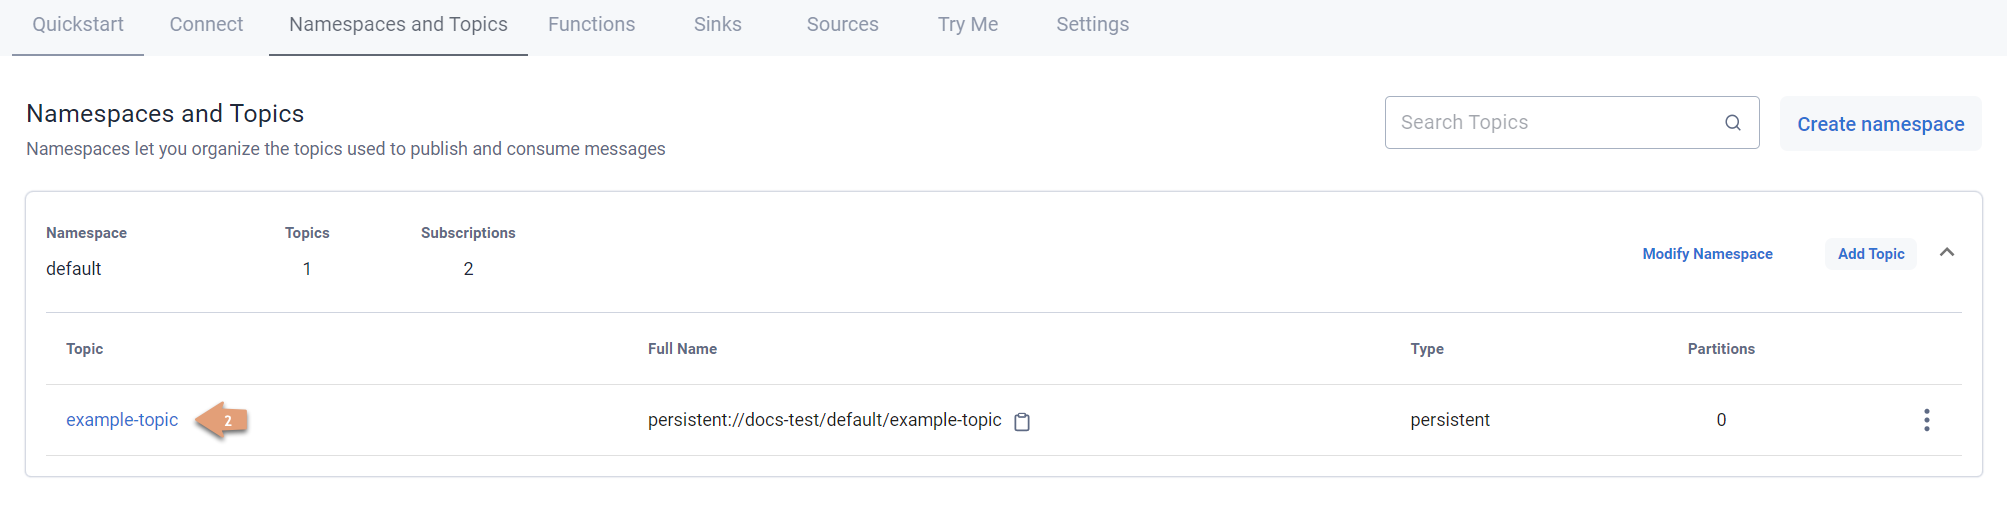 Quickstart Connect Namespaces and Topics Functions Sinks Sources Try Me Settings
Namespaces and Topics
Namespaces let you organize the topics used to publish and consume messages
Search Topics
Create namespace
Namespace Topics Subscriptions
default 1 2
Modify Namespace Add Topic
Topic Full Name Type Partitions
example-topic 2 persistent://docs-test/default/example-topic persistent 0